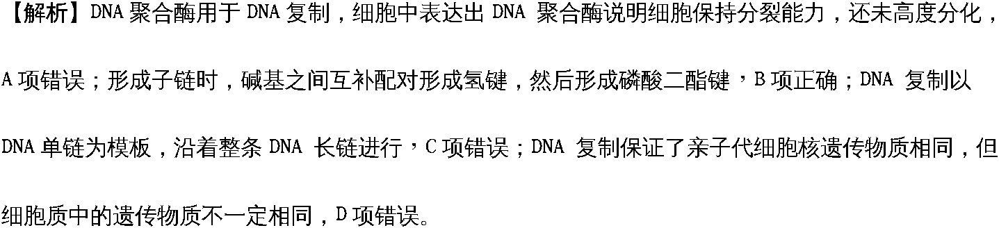 【解析】DNA 聚合酶用于 DNA 复制，细胞中表达出 DNA 聚合酶说明细胞保持分裂能力，还未高度分化，
A 项错误；形成子链时，碱基之间互补配对形成氢键，然后形成磷酸二酯键，B 项正确；DNA 复制以
DNA 单链为模板，沿着整条 DNA 长链进行，C 项错误；DNA 复制保证了亲子代细胞核遗传物质相同，但
细胞质中的遗传物质不一定相同，D 项错误。